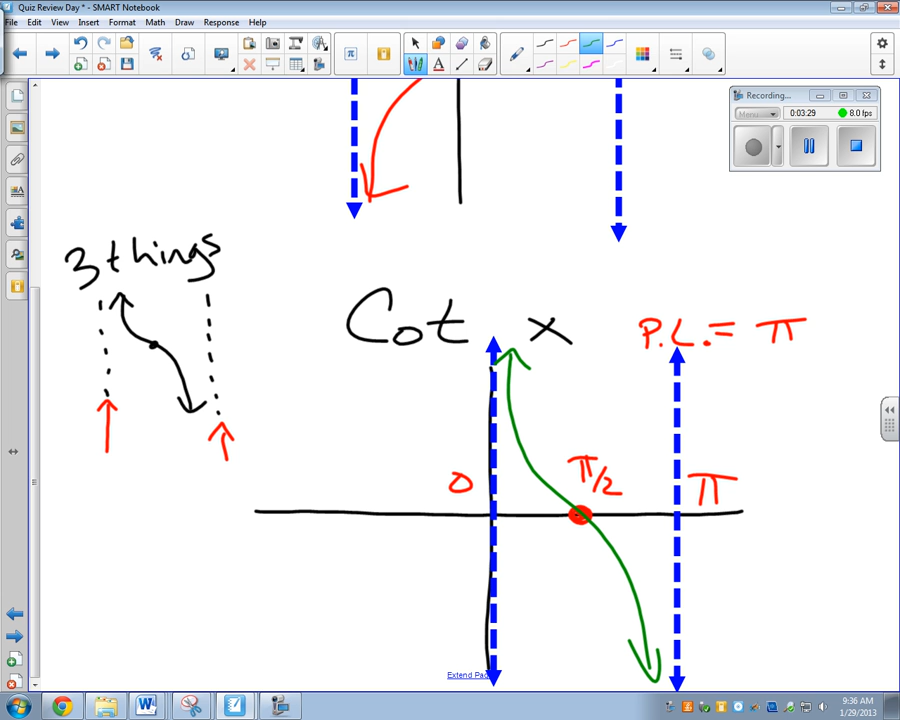 Quiz Review Day * - SMART Notebook
File Edit View Insert Format Math Draw Response Help
Recording...
Menu
0:03:29
8.0 fps
3 things
Cot x
P.L. = π
0
π/2
π
Extend Pag
9:36 AM
1/29/2013